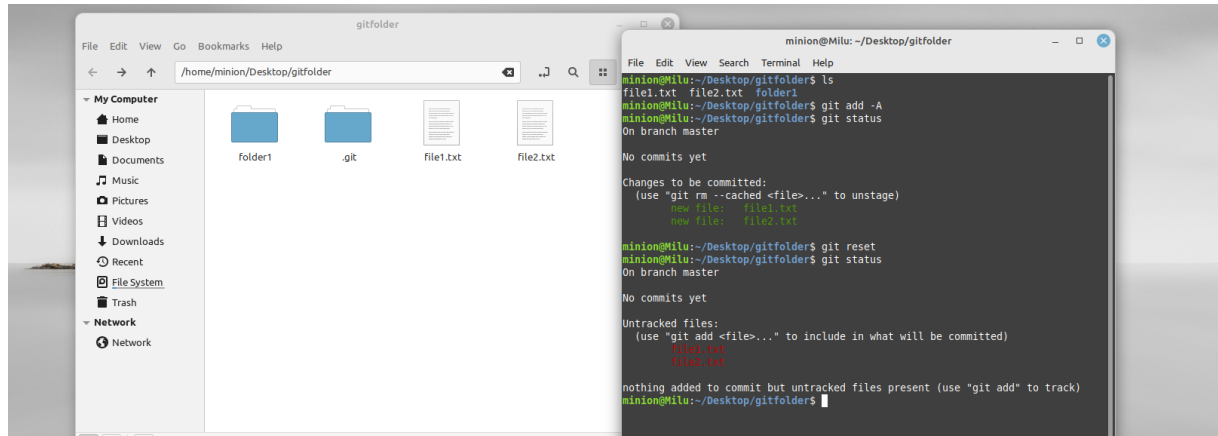 gitfolder
File Edit View Go Bookmarks Help
/home/minion/Desktop/gitfolder
My Computer
Home
Desktop
Documents
Music
Pictures
Videos
Downloads
Recent
File System
Trash
Network
Network
folder1 .git file1.txt file2.txt
minion@Milu: ~/Desktop/gitfolder
File Edit View Search Terminal Help
minion@Milu:~/Desktop/gitfolder$ ls
file1.txt file2.txt folder1
minion@Milu:~/Desktop/gitfolder$ git add -A
minion@Milu:~/Desktop/gitfolder$ git status
On branch master
No commits yet
Changes to be committed:
(use "git rm --cached <file>..." to unstage)
new file: file1.txt
new file: file2.txt
minion@Milu:~/Desktop/gitfolder$ git reset
minion@Milu:~/Desktop/gitfolder$ git status
On branch master
No commits yet
Untracked files:
(use "git add <file>..." to include in what will be committed)
file1.txt
file2.txt
nothing added to commit but untracked files present (use "git add" to track)
minion@Milu:~/Desktop/gitfolder$